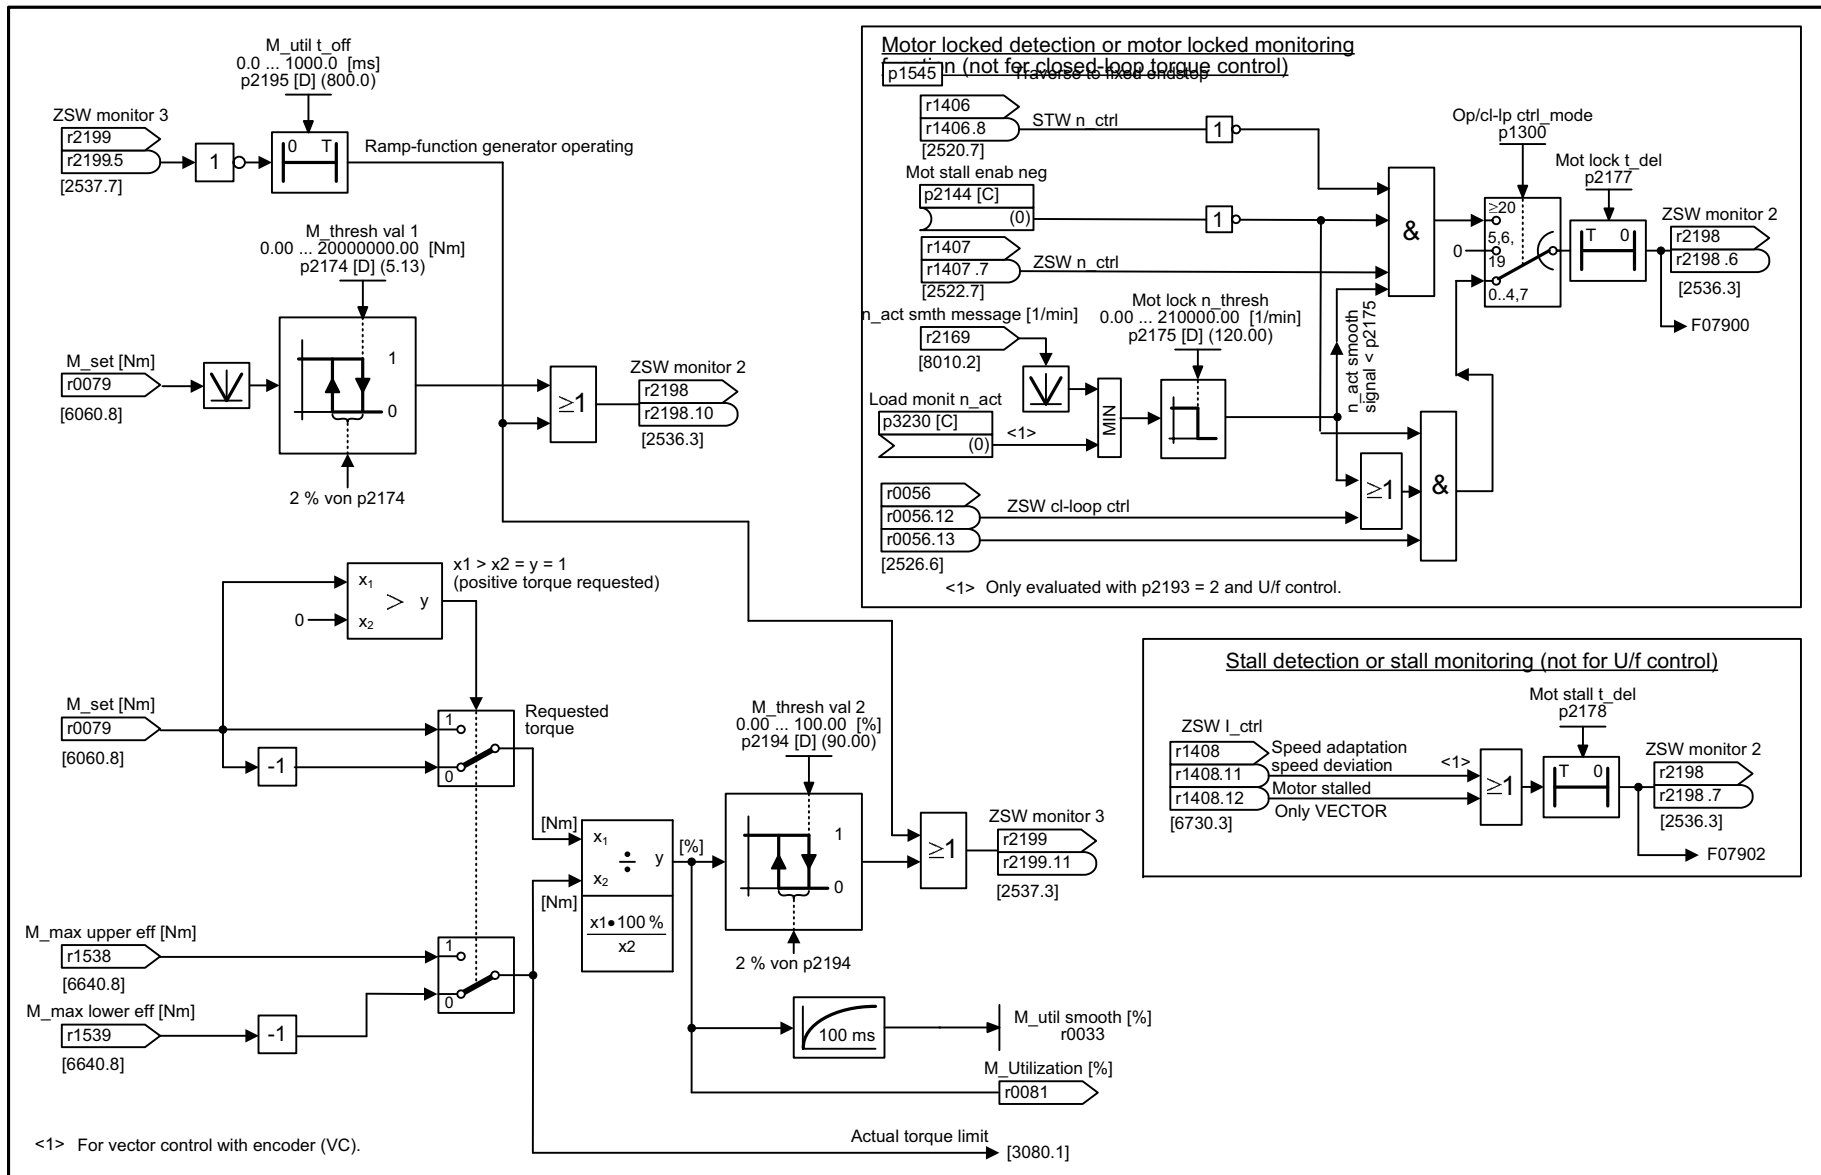 M_util t_off
0.0 ... 1000.0 [ms]
p2195 [D] (800.0)
ZSW monitor 3
r2199
r2199.5
[2537.7]
1
0 T
Ramp-function generator operating
M_thresh val 1
0.00 ... 20000000.00 [Nm]
p2174 [D] (5.13)
M_set [Nm]
r0079
[6060.8]
1
0
2 % von p2174
≥1
ZSW monitor 2
r2198
r2198.10
[2536.3]
x1 > x2 = y = 1
(positive torque requested)
x1
> y
0
x2
M_set [Nm]
r0079
[6060.8]
-1
1
0
Requested
torque
M_max upper eff [Nm]
r1538
[6640.8]
M_max lower eff [Nm]
r1539
[6640.8]
-1
1
0
[Nm]
x1
÷ y
x2
[Nm]
x1•100 %
x2
[%]
M_thresh val 2
0.00 ... 100.00 [%]
p2194 [D] (90.00)
1
0
2 % von p2194
≥1
ZSW monitor 3
r2199
r2199.11
[2537.3]
100 ms
M_util smooth [%]
r0033
M_Utilization [%]
r0081
Actual torque limit
[3080.1]
<1> For vector control with encoder (VC).
Motor locked detection or motor locked monitoring
function (not for closed-loop torque control)
p1545
Traverse to fixed endstop
r1406
r1406.8
[2520.7]
STW n_ctrl
1
Mot stall enab neg
p2144 [C]
(0)
1
r1407
r1407 .7
[2522.7]
ZSW n_ctrl
n_act smth message [1/min]
r2169
[8010.2]
Mot lock n_thresh
0.00 ... 210000.00 [1/min]
p2175 [D] (120.00)
Load monit n_act
p3230 [C]
(0)
<1>
MIN
n_act smooth
signal < p2175
r0056
r0056.12
r0056.13
[2526.6]
ZSW cl-loop ctrl
≥1
&
&
Op/cl-lp ctrl_mode
p1300
≥20
0
5,6,
19
0..4,7
Mot lock t_del
p2177
T 0
ZSW monitor 2
r2198
r2198 .6
[2536.3]
F07900
<1> Only evaluated with p2193 = 2 and U/f control.
Stall detection or stall monitoring (not for U/f control)
ZSW I_ctrl
r1408
r1408.11
r1408.12
[6730.3]
Speed adaptation
speed deviation
<1>
Motor stalled
Only VECTOR
≥1
Mot stall t_del
p2178
T 0
ZSW monitor 2
r2198
r2198 .7
[2536.3]
F07902